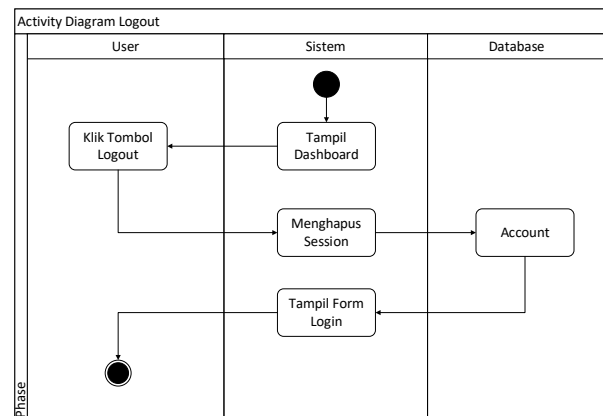 Activity Diagram Logout
User
Sistem
Database
Klik Tombol
Logout
Tampil
Dashboard
Menghapus
Session
Account
Tampil Form
Login
Phase